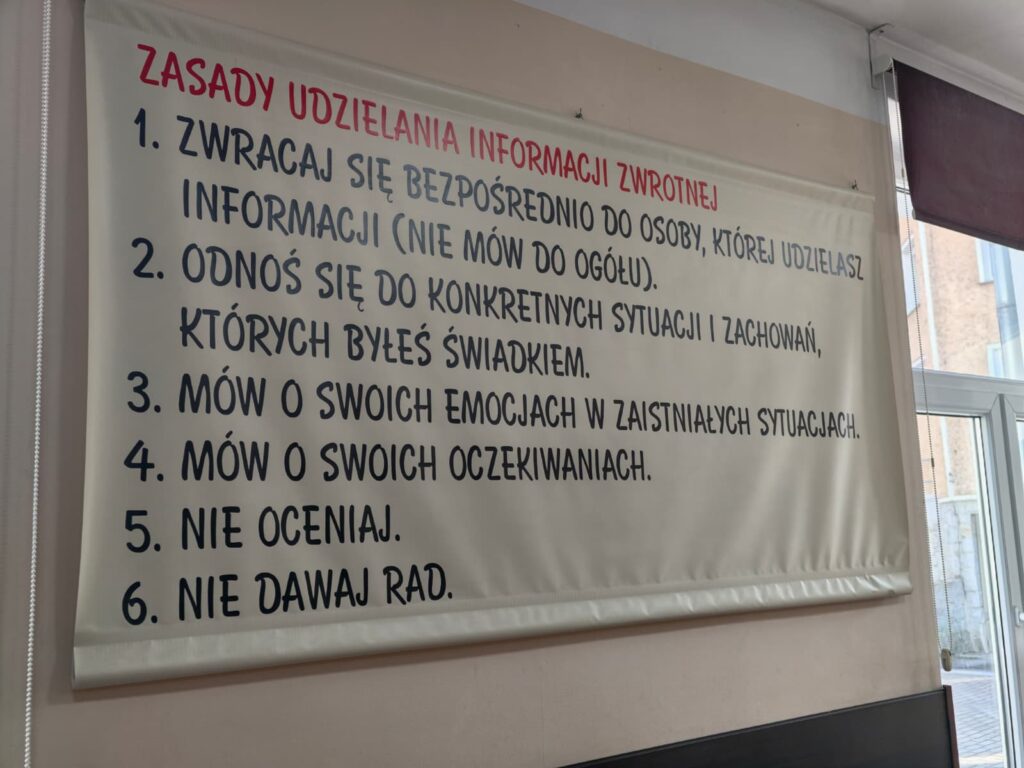 ZASADY UDZIELANIA INFORMACJI ZWROTNEJ
1. ZWRACAJ SIĘ BEZPOŚREDNIO DO OSOBY, KTÓREJ UDZIELASZ
INFORMACJI (NIE MÓW DO OGÓŁU).
2. ODNOŚ SIĘ DO KONKRETNYCH SYTUACJI I ZACHOWAŃ,
KTÓRYCH BYŁEŚ ŚWIADKIEM.
3. MÓW O SWOICH EMOCJACH W ZAISTNIAŁYCH SYTUACJACH.
4. MÓW O SWOICH OCZEKIWANIACH.
5. NIE OCENIAJ.
6. NIE DAWAJ RAD.